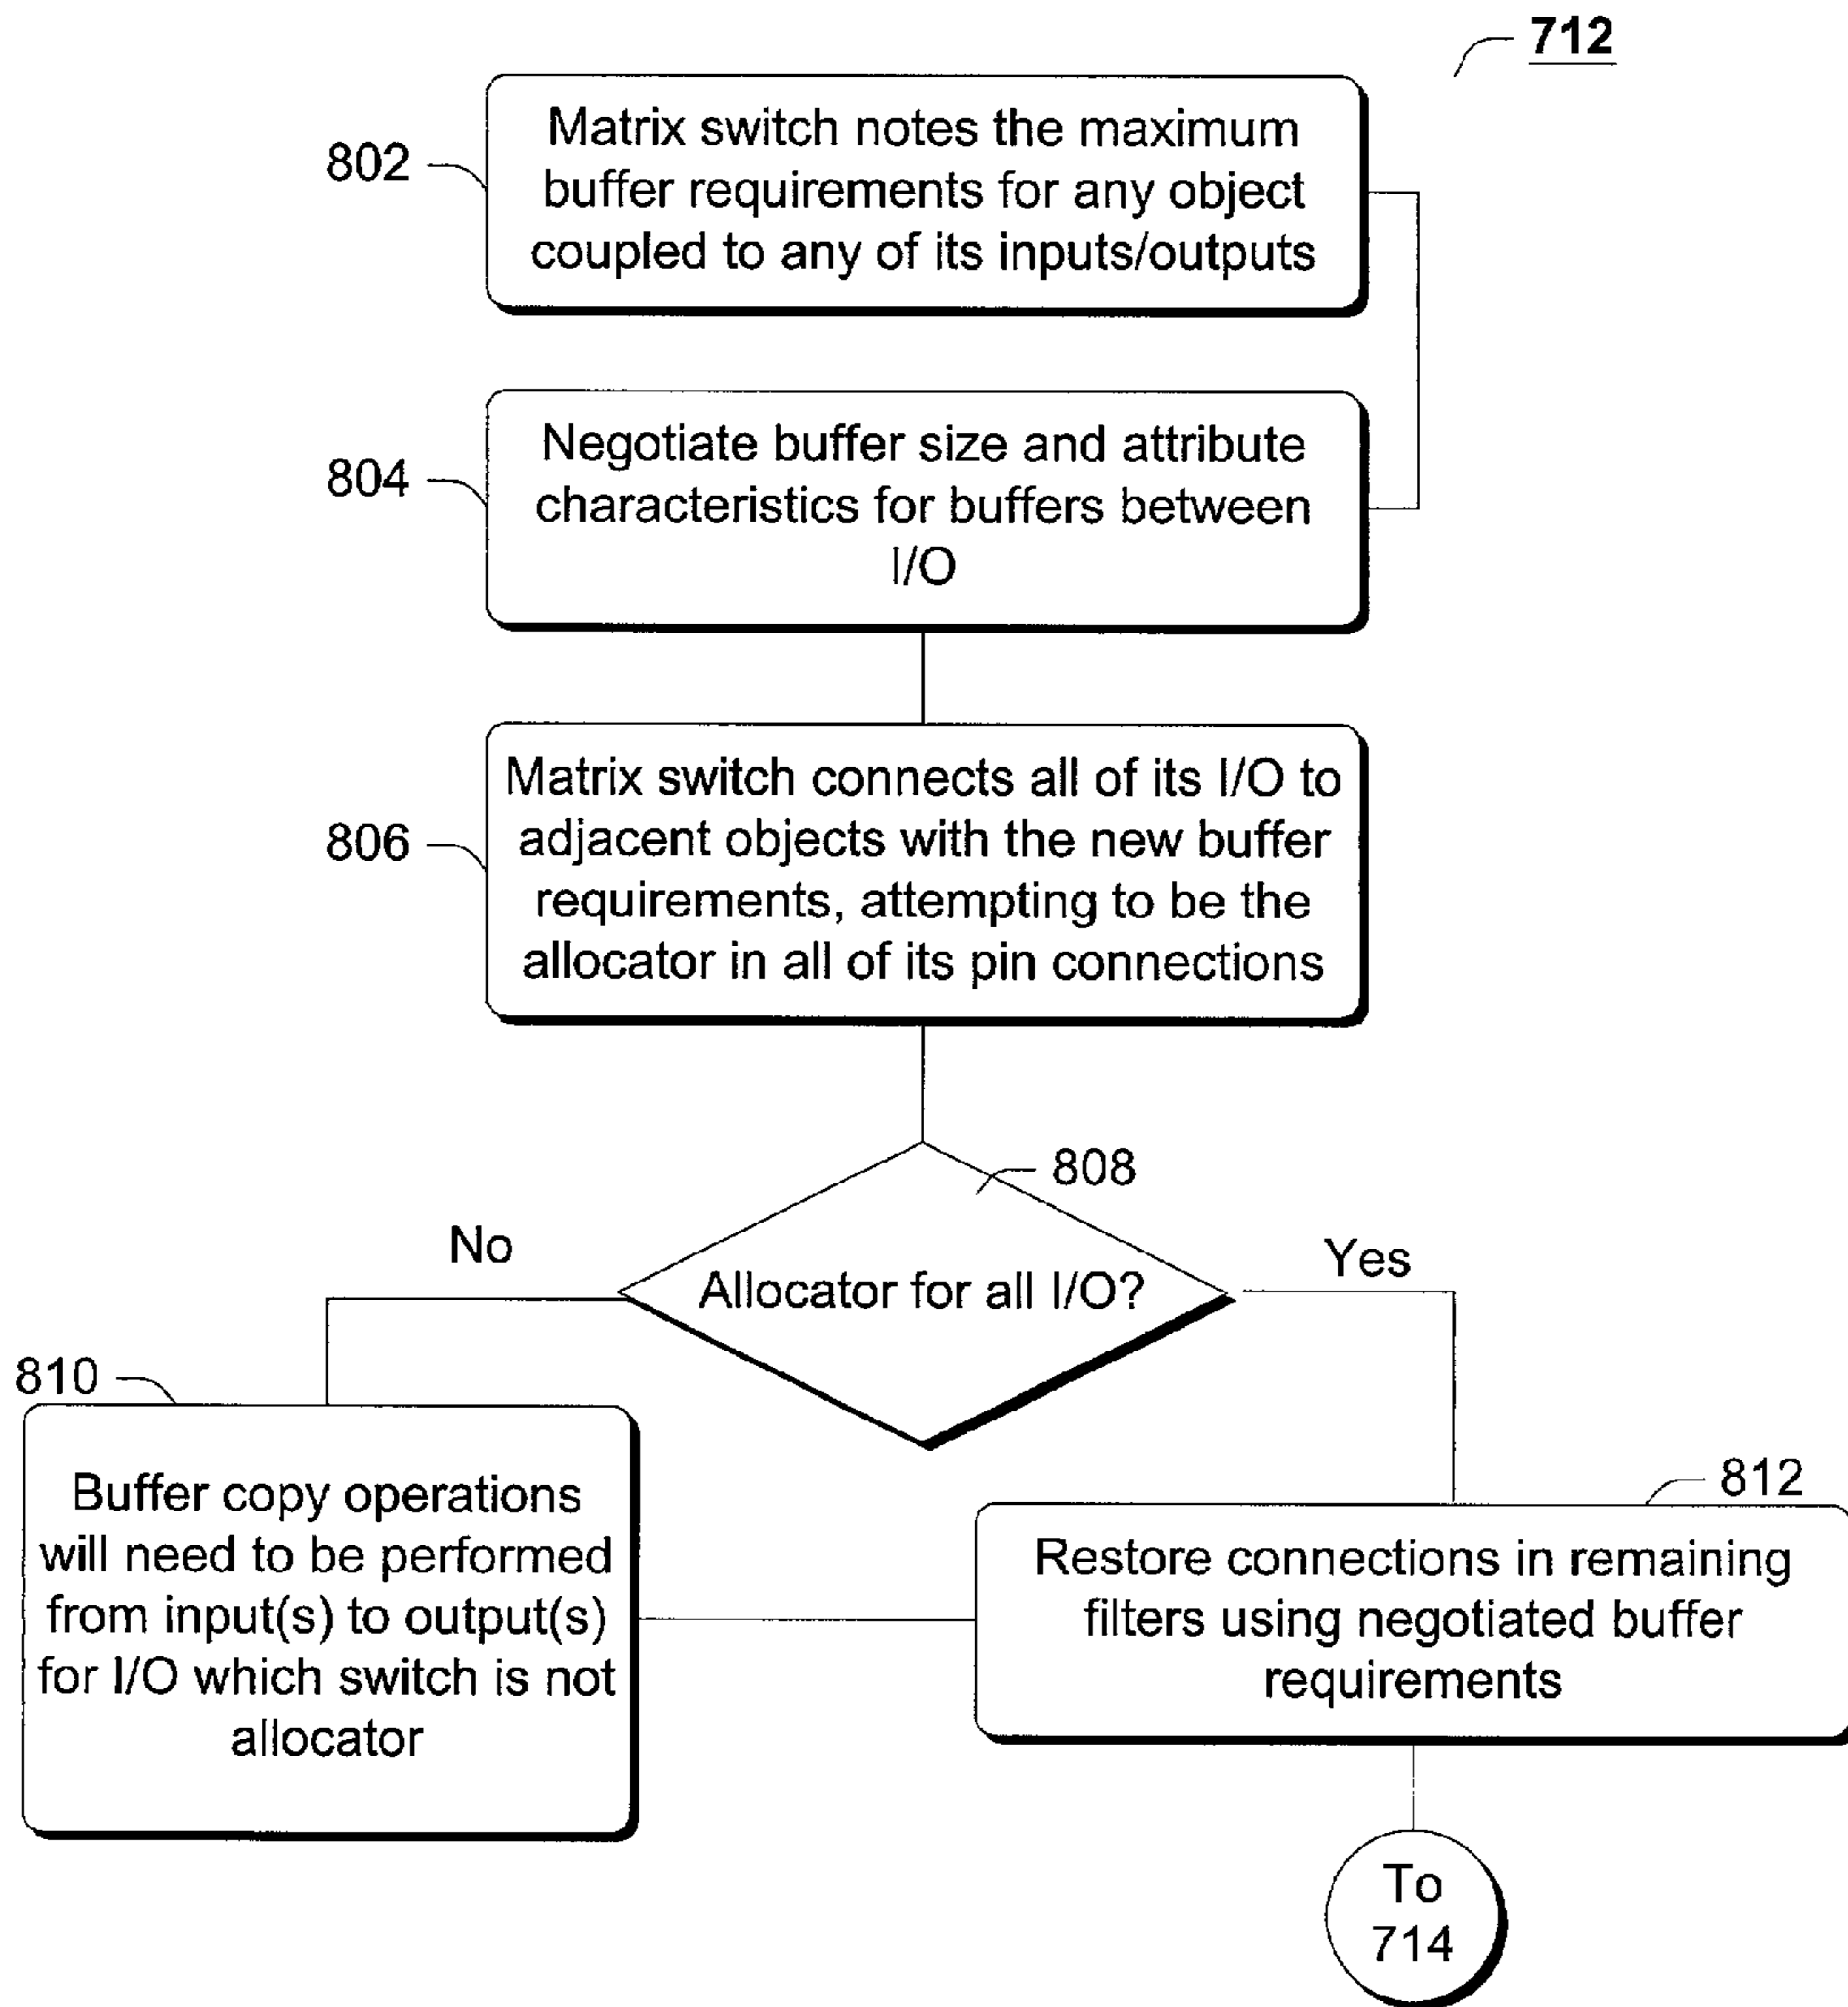 712
802
Matrix switch notes the maximum
buffer requirements for any object
coupled to any of its inputs/outputs
804
Negotiate buffer size and attribute
characteristics for buffers between
I/O
806
Matrix switch connects all of its I/O to
adjacent objects with the new buffer
requirements, attempting to be the
allocator in all of its pin connections
808
No
Allocator for all I/O?
Yes
810
Buffer copy operations
will need to be performed
from input(s) to output(s)
for I/O which switch is not
allocator
812
Restore connections in remaining
filters using negotiated buffer
requirements
To
714